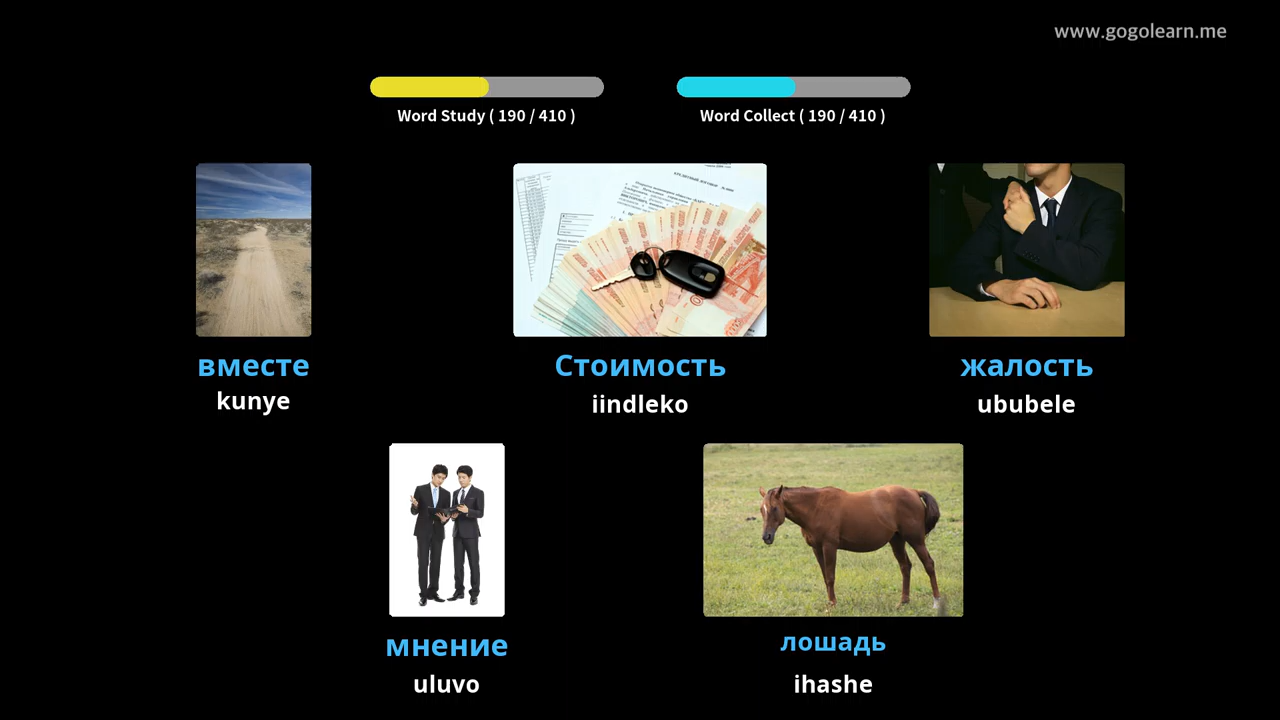 www.gogolearn.me
Word Study ( 190 / 410 )
Word Collect ( 190 / 410 )
вместе
kunye
Стоимость
iindleko
жалость
ububele
мнение
uluvo
лошадь
ihashe